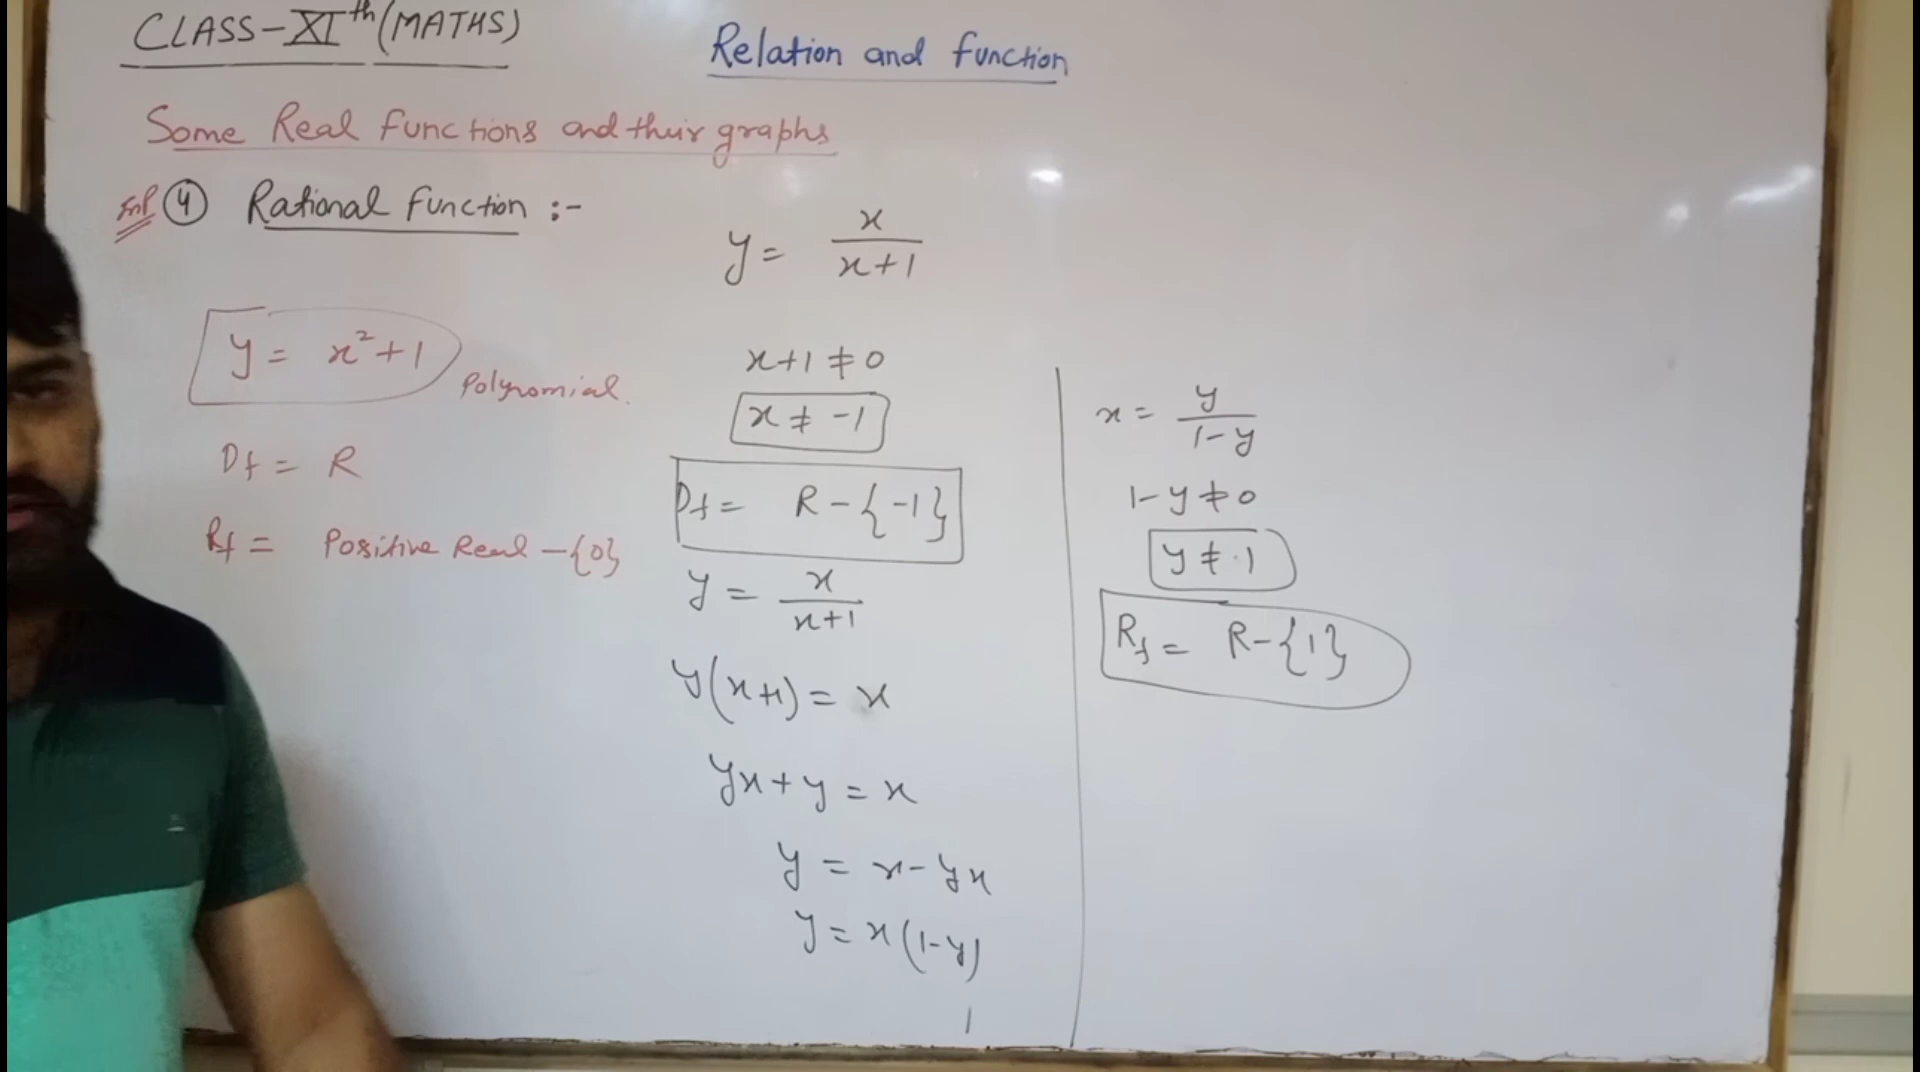 CLASS-XIth (MATHS)
Relation and function
Some Real functions and their graphs
Imp ④ Rational function :-
y = x² + 1
Polynomial.
Df = R
Rf = Positive Real - {0}
y = x / x+1
x+1 ≠ 0
x ≠ -1
Df = R - {-1}
y = x / x+1
y(x+1) = x
yx + y = x
y = x - yx
y = x(1-y)
x = y / 1-y
1-y ≠ 0
y ≠ 1
Rf = R - {1}